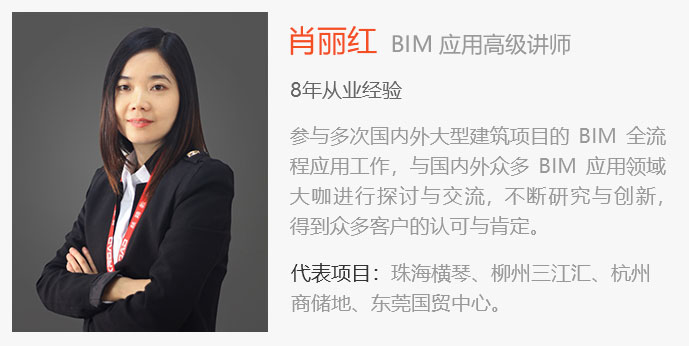 肖丽红 BIM 应用高级讲师
8年从业经验
参与多次国内外大型建筑项目的 BIM 全流
程应用工作，与国内外众多 BIM 应用领域
大咖进行探讨与交流，不断研究与创新，
得到众多客户的认可与肯定。
代表项目：珠海横琴、柳州三江汇、杭州
商储地、东莞国贸中心。